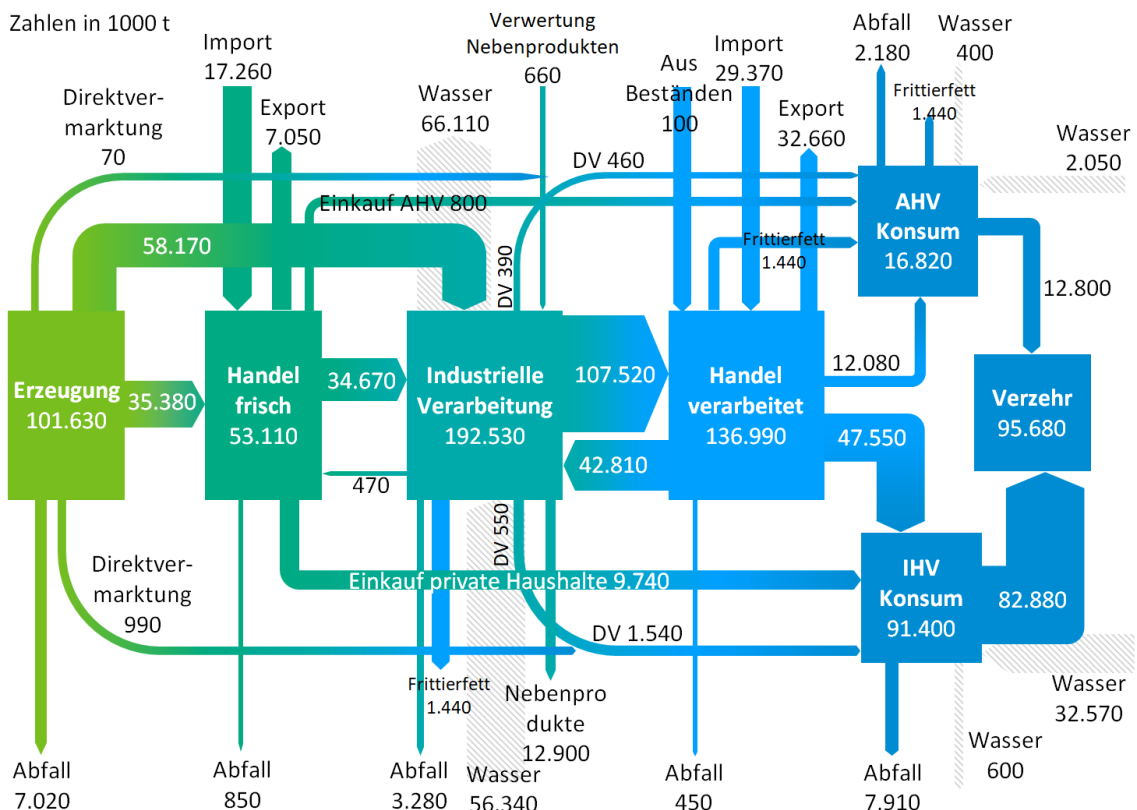 Zahlen in 1000 t
Import
17.260
Export
7.050
Direktver-
marktung
70
Wasser
66.110
Verwertung
Nebenprodukten
660
Aus
Beständen
100
Import
29.370
Export
32.660
Abfall
2.180
Wasser
400
Frittierfett
1.440
Wasser
2.050
DV 460
Einkauf AHV 800
AHV
Konsum
16.820
58.170
DV 390
Frittierfett
1.440
12.800
Erzeugung
101.630
35.380
Handel
frisch
53.110
34.670
Industrielle
Verarbeitung
192.530
107.520
Handel
verarbeitet
136.990
12.080
Verzehr
95.680
47.550
42.810
470
DV 550
Direktver-
marktung
990
Einkauf private Haushalte 9.740
IHV
Konsum
91.400
82.880
DV 1.540
Frittierfett
1.440
Nebenpro
dukte
12.900
Wasser
32.570
Wasser
600
Abfall
7.020
Abfall
850
Abfall
3.280
Wasser
56.340
Abfall
450
Abfall
7.910